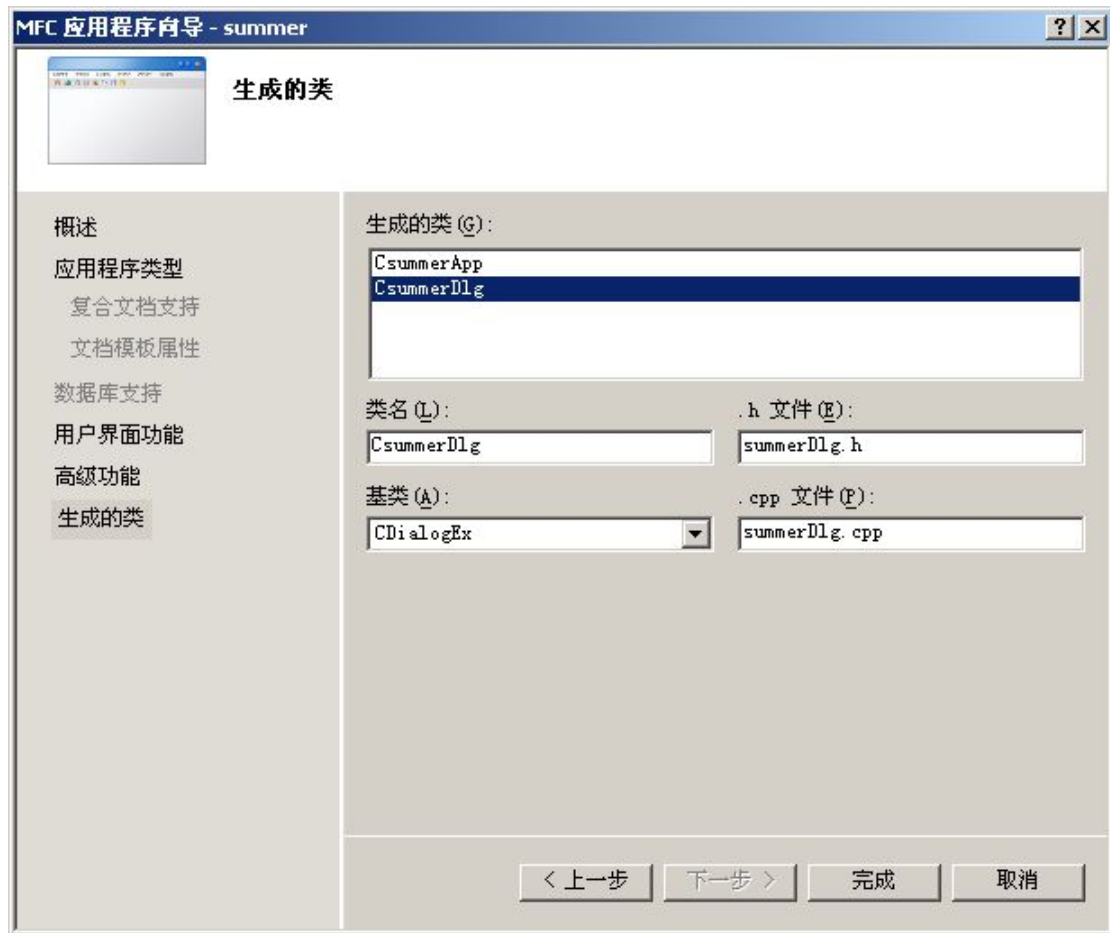 MFC 应用程序向导 - summer
生成的类
概述
应用程序类型
复合文档支持
文档模板属性
数据库支持
用户界面功能
高级功能
生成的类
生成的类(G):
CsummerApp
CsummerDlg
类名(L):
.h 文件(E):
CsummerDlg
summerDlg.h
基类(A):
.cpp 文件(P):
CDialogEx
summerDlg.cpp
< 上一步
下一步 >
完成
取消